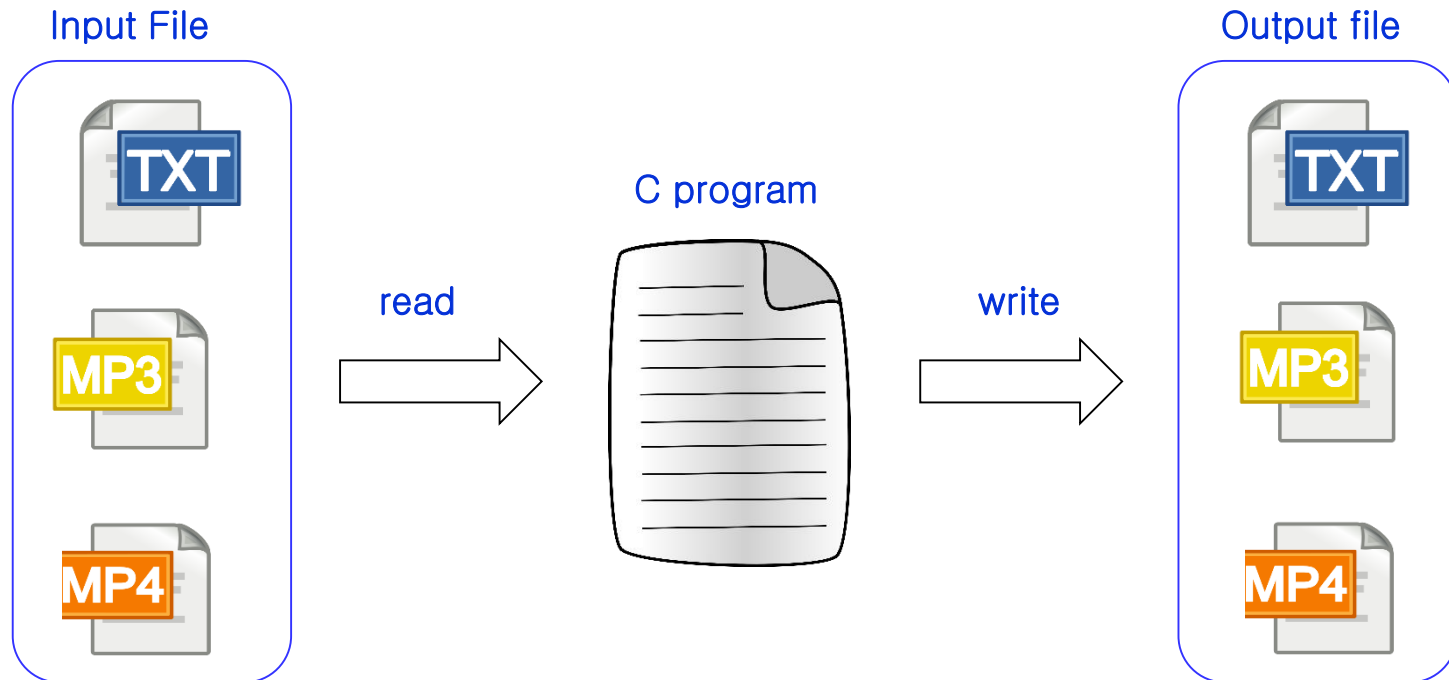 Input File
TXT
MP3
MP4
read
C program
write
Output file
TXT
MP3
MP4